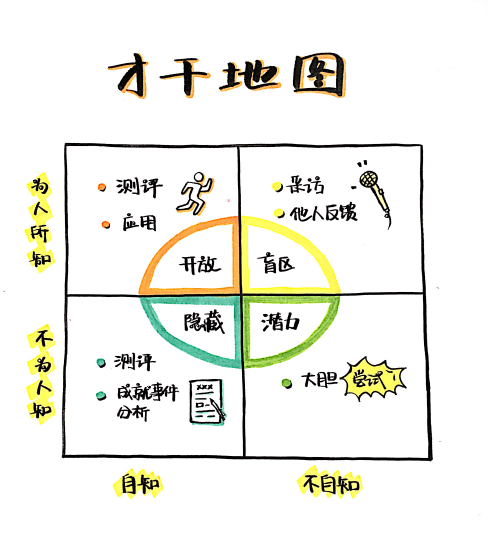 才干地图
为人所知
测评
应用
开放
采访
他人反馈
盲区
不为人知
隐藏
测评
成就事件
分析
xxx
潜力
大胆
尝试!
自知
不自知